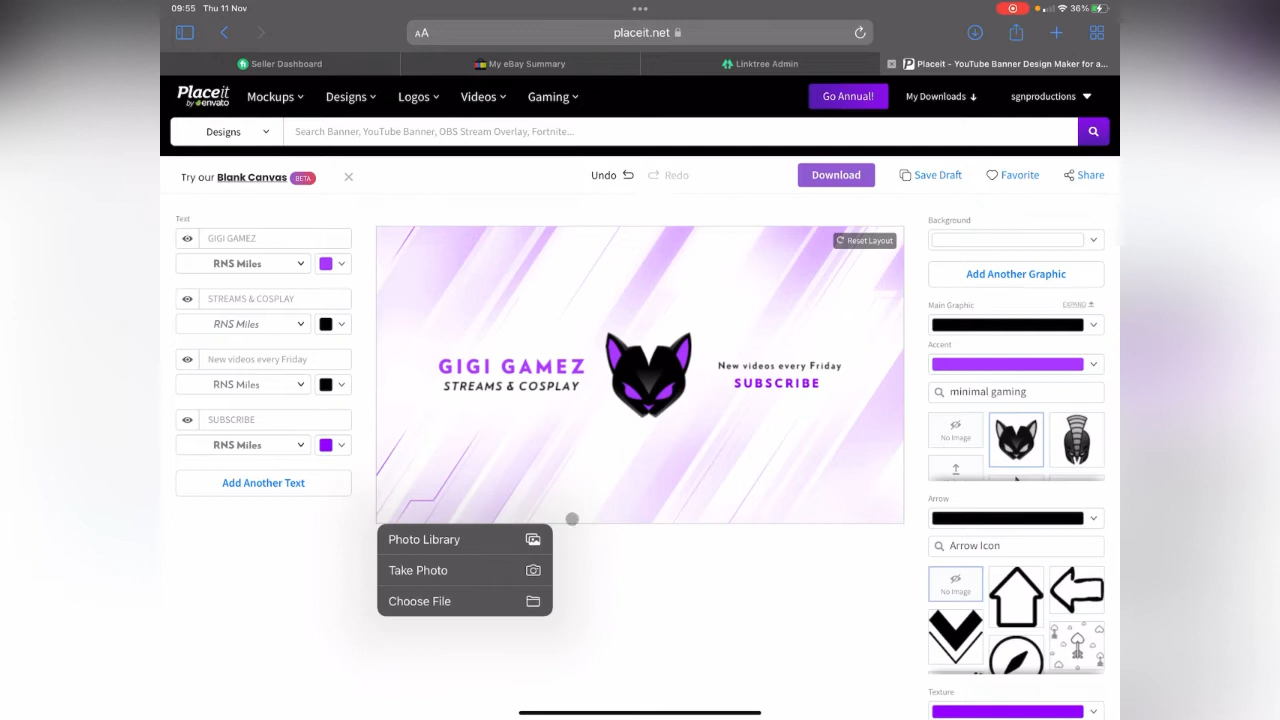 09:55 Thu 11 Nov
36%
AA
placeit.net
Seller Dashboard
My eBay Summary
Linktree Admin
Placeit - YouTube Banner Design Maker for a...
Placeit
by envato
Mockups
Designs
Logos
Videos
Gaming
Go Annual!
My Downloads
sgnproductions
Designs
Search Banner, YouTube Banner, OBS Stream Overlay, Fortnite...
Try our Blank Canvas BETA
Undo
Redo
Download
Save Draft
Favorite
Share
Text
GIGI GAMEZ
RNS Miles
STREAMS & COSPLAY
RNS Miles
New videos every Friday
RNS Miles
SUBSCRIBE
RNS Miles
Add Another Text
Reset Layout
GIGI GAMEZ
STREAMS & COSPLAY
New videos every Friday
SUBSCRIBE
Photo Library
Take Photo
Choose File
Background
Add Another Graphic
Main Graphic
EXPAND
Accent
minimal gaming
No Image
Arrow
Arrow Icon
No Image
Texture